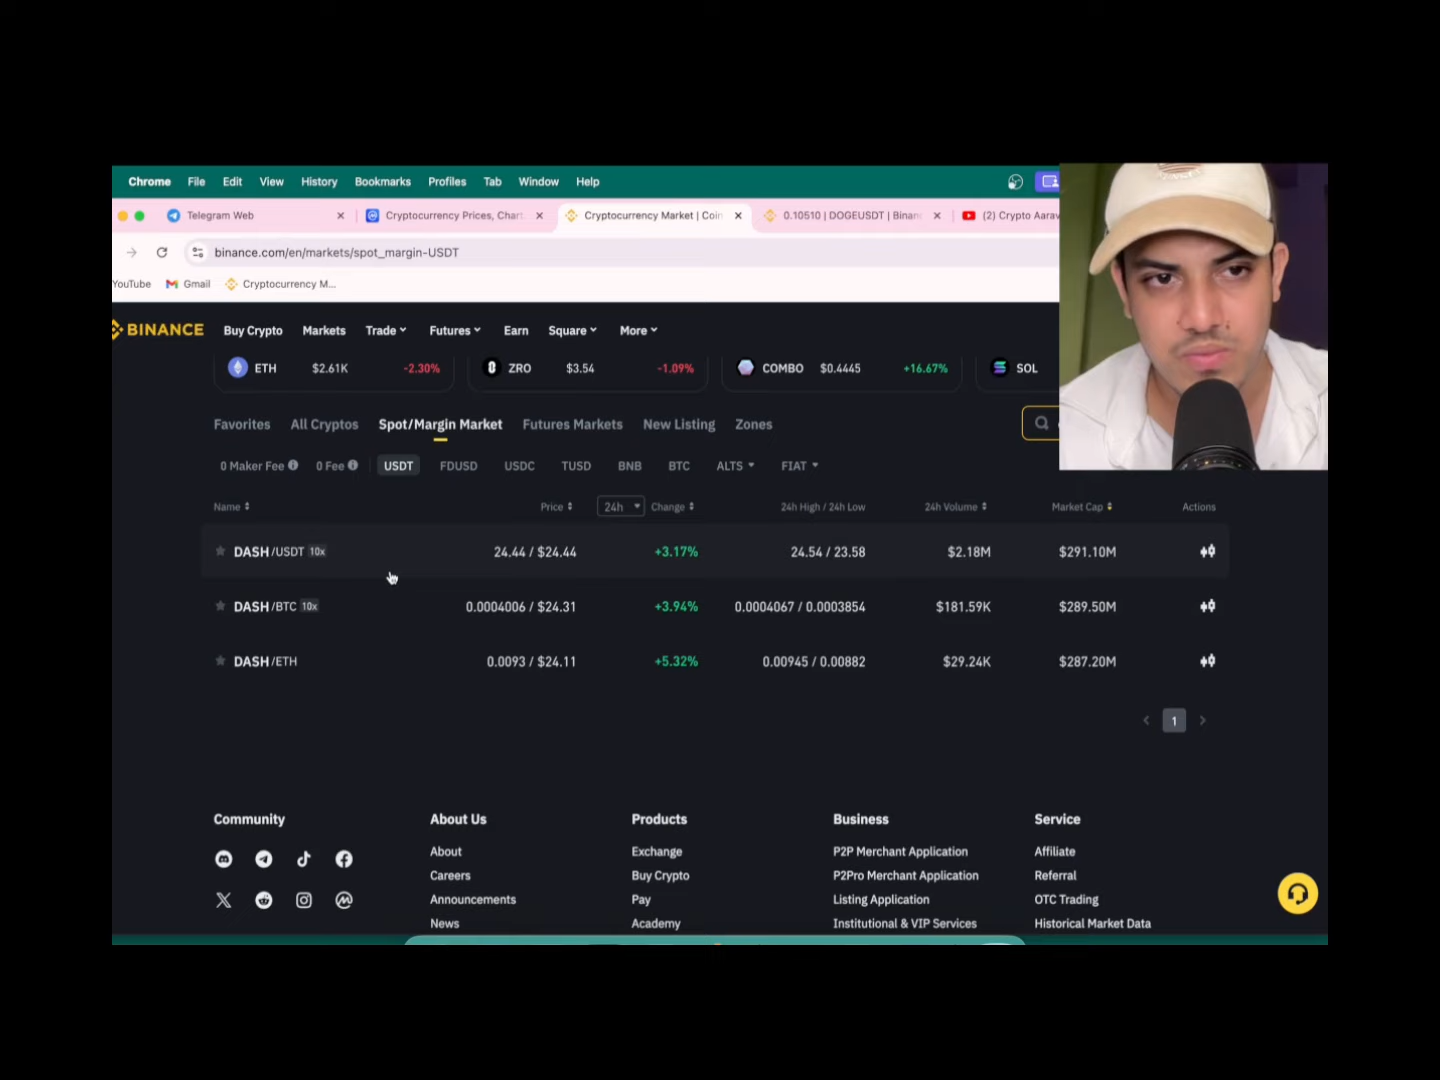 Chrome File Edit View History Bookmarks Profiles Tab Window Help
Telegram Web Cryptocurrency Prices, Chart Cryptocurrency Market | Coin 0.10510 | DOGEUSDT | Binan (2) Crypto Aarav
binance.com/en/markets/spot_margin-USDT
YouTube Gmail Cryptocurrency M...
BINANCE Buy Crypto Markets Trade Futures Earn Square More
ETH $2.61K -2.30% ZRO $3.54 -1.09% COMBO $0.4445 +16.67% SOL
Favorites All Cryptos Spot/Margin Market Futures Markets New Listing Zones
0 Maker Fee 0 Fee USDT FDUSD USDC TUSD BNB BTC ALTS FIAT
Name Price 24h Change 24h High / 24h Low 24h Volume Market Cap Actions
DASH/USDT 10x 24.44 / $24.44 +3.17% 24.54 / 23.58 $2.18M $291.10M
DASH/BTC 10x 0.0004006 / $24.31 +3.94% 0.0004067 / 0.0003854 $181.59K $289.50M
DASH/ETH 0.0093 / $24.11 +5.32% 0.00945 / 0.00882 $29.24K $287.20M
1
Community About Us Products Business Service
About Exchange P2P Merchant Application Affiliate
Careers Buy Crypto P2Pro Merchant Application Referral
Announcements Pay Listing Application OTC Trading
News Academy Institutional & VIP Services Historical Market Data